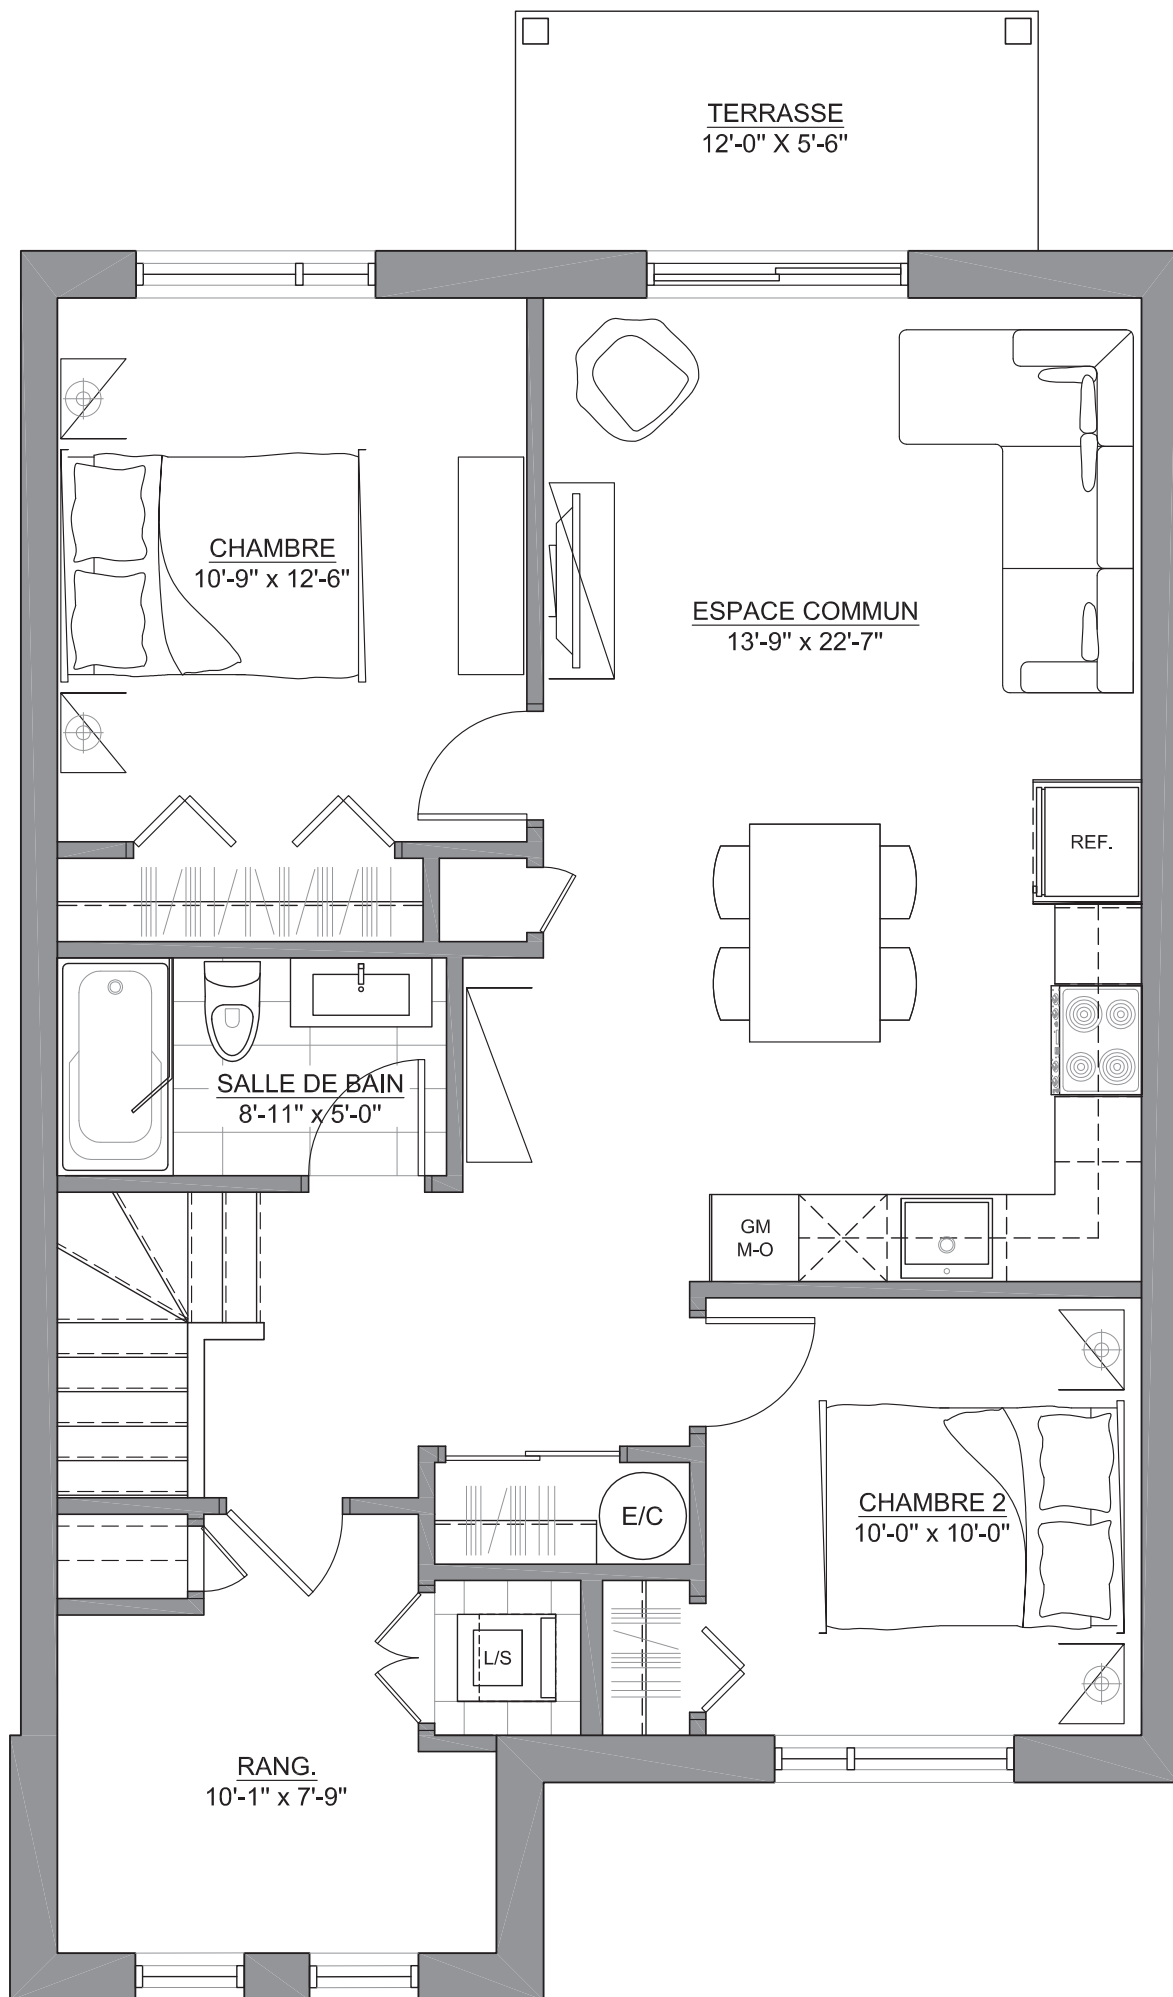 TERRASSE
12'-0" X 5'-6"
CHAMBRE
10'-9" x 12'-6"
ESPACE COMMUN
13'-9" x 22'-7"
REF.
SALLE DE BAIN
8'-11" x 5'-0"
GM
M-O
E/C
CHAMBRE 2
10'-0" x 10'-0"
L/S
RANG.
10'-1" x 7'-9"